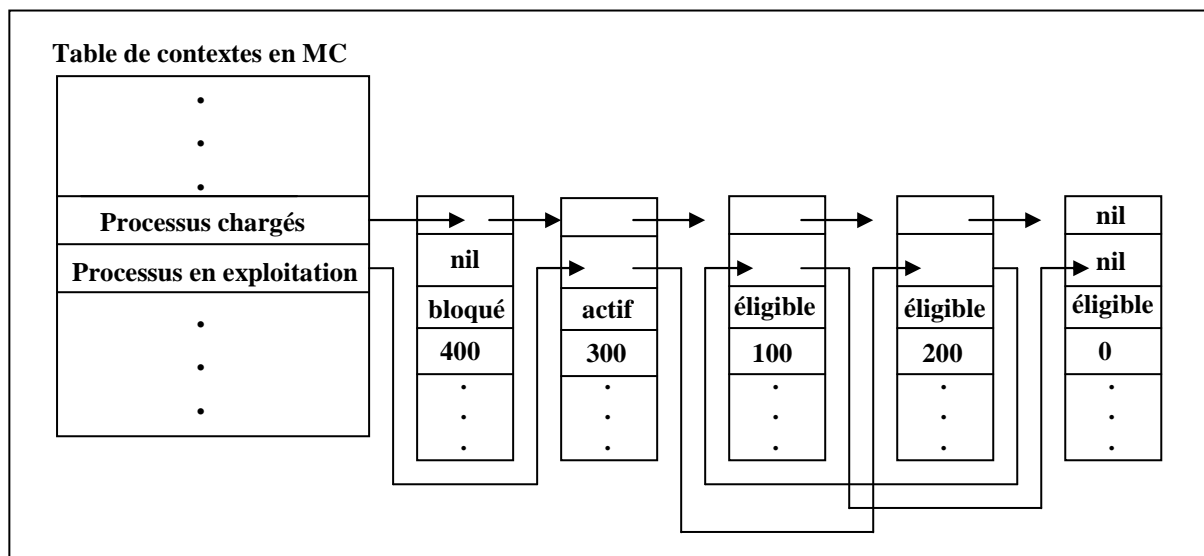 Table de contextes en MC
Processus chargés
nil
Processus en exploitation
nil
nil
bloqué
actif
éligible
éligible
éligible
400
300
100
200
0